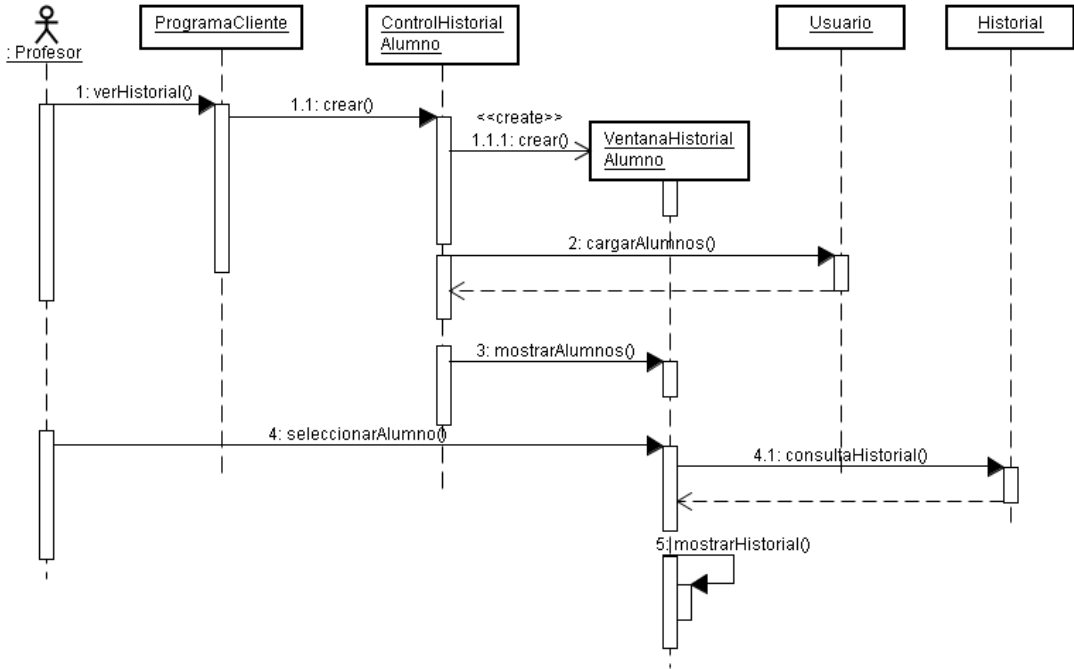 : Profesor
ProgramaCliente
ControlHistorial
Alumno
Usuario
Historial
1: verHistorial()
1.1: crear()
<<create>>
1.1.1: crear()
VentanaHistorial
Alumno
2: cargarAlumnos()
3: mostrarAlumnos()
4: seleccionarAlumno()
4.1: consultaHistorial()
5: mostrarHistorial()